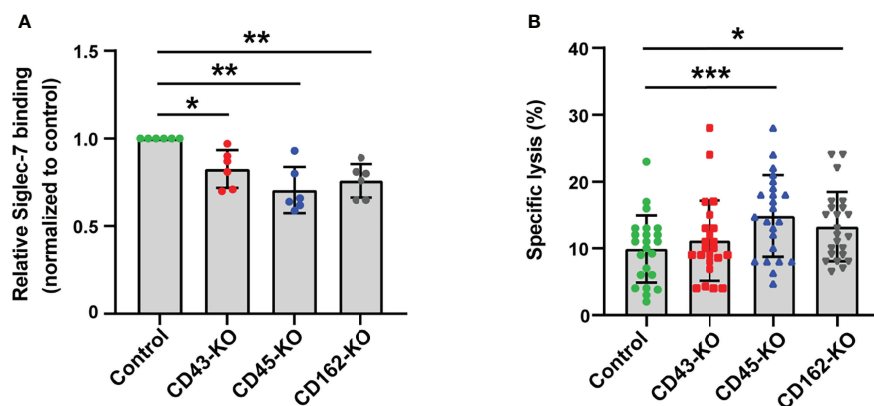 A
Relative Siglec-7 binding
(normalized to control)
1.5
1.0
0.5
0
**
**
*
Control
CD43-KO
CD45-KO
CD162-KO
B
Specific lysis (%)
40
30
20
10
0
*
***
Control
CD43-KO
CD45-KO
CD162-KO